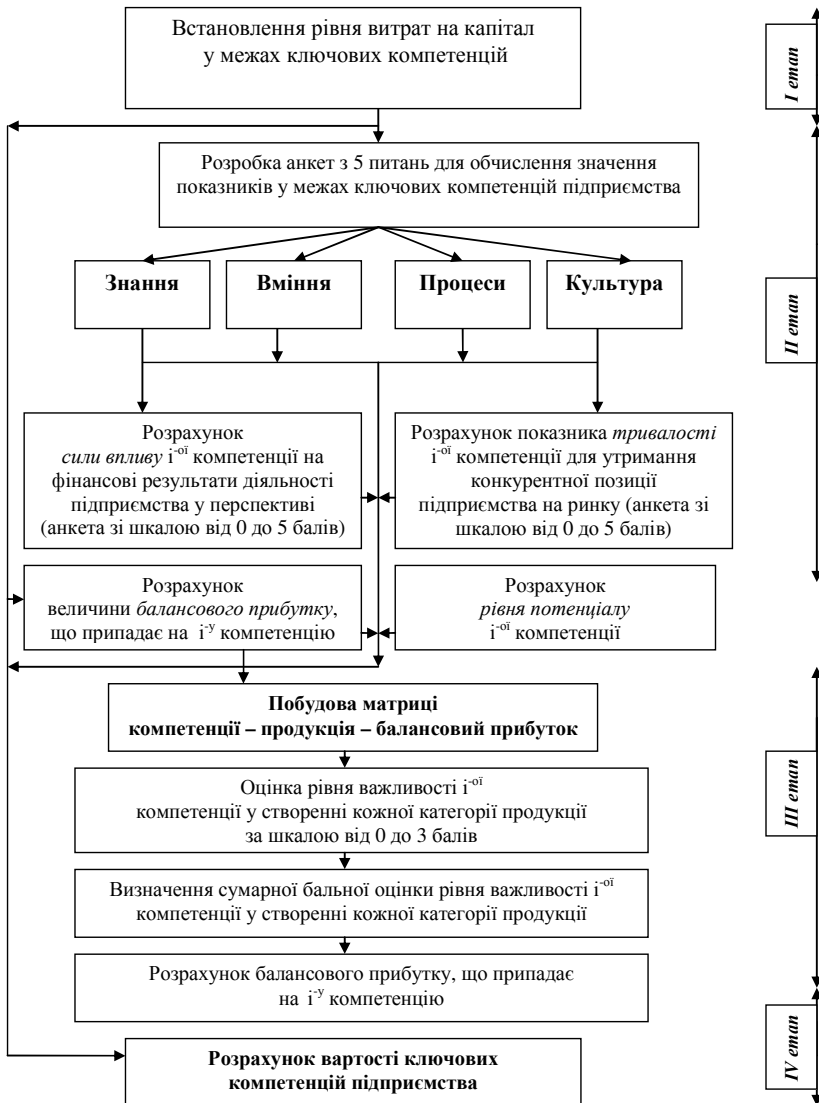 Встановлення рівня витрат на капітал
у межах ключових компетенцій
I етап
Розробка анкет з 5 питань для обчислення значення
показників у межах ключових компетенцій підприємства
Знання
Вміння
Процеси
Культура
II етап
Розрахунок
сили впливу і-ої компетенції на
фінансові результати діяльності
підприємства у перспективі
(анкета зі шкалою від 0 до 5 балів)
Розрахунок показника тривалості
і-ої компетенції для утримання
конкурентної позиції
підприємства на ринку (анкета зі
шкалою від 0 до 5 балів)
Розрахунок
величини балансового прибутку,
що припадає на і-у компетенцію
Розрахунок
рівня потенціалу
і-ої компетенції
Побудова матриці
компетенції – продукція – балансовий прибуток
Оцінка рівня важливості і-ої
компетенції у створенні кожної категорії продукції
за шкалою від 0 до 3 балів
III етап
Визначення сумарної бальної оцінки рівня важливості і-ої
компетенції у створенні кожної категорії продукції
Розрахунок балансового прибутку, що припадає
на і-у компетенцію
Розрахунок вартості ключових
компетенцій підприємства
IV етап